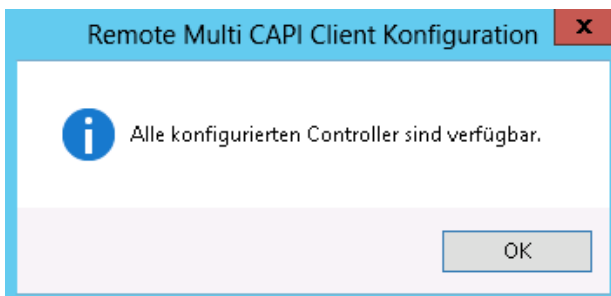 Remote Multi CAPI Client Konfiguration
Alle konfigurierten Controller sind verfügbar.
OK